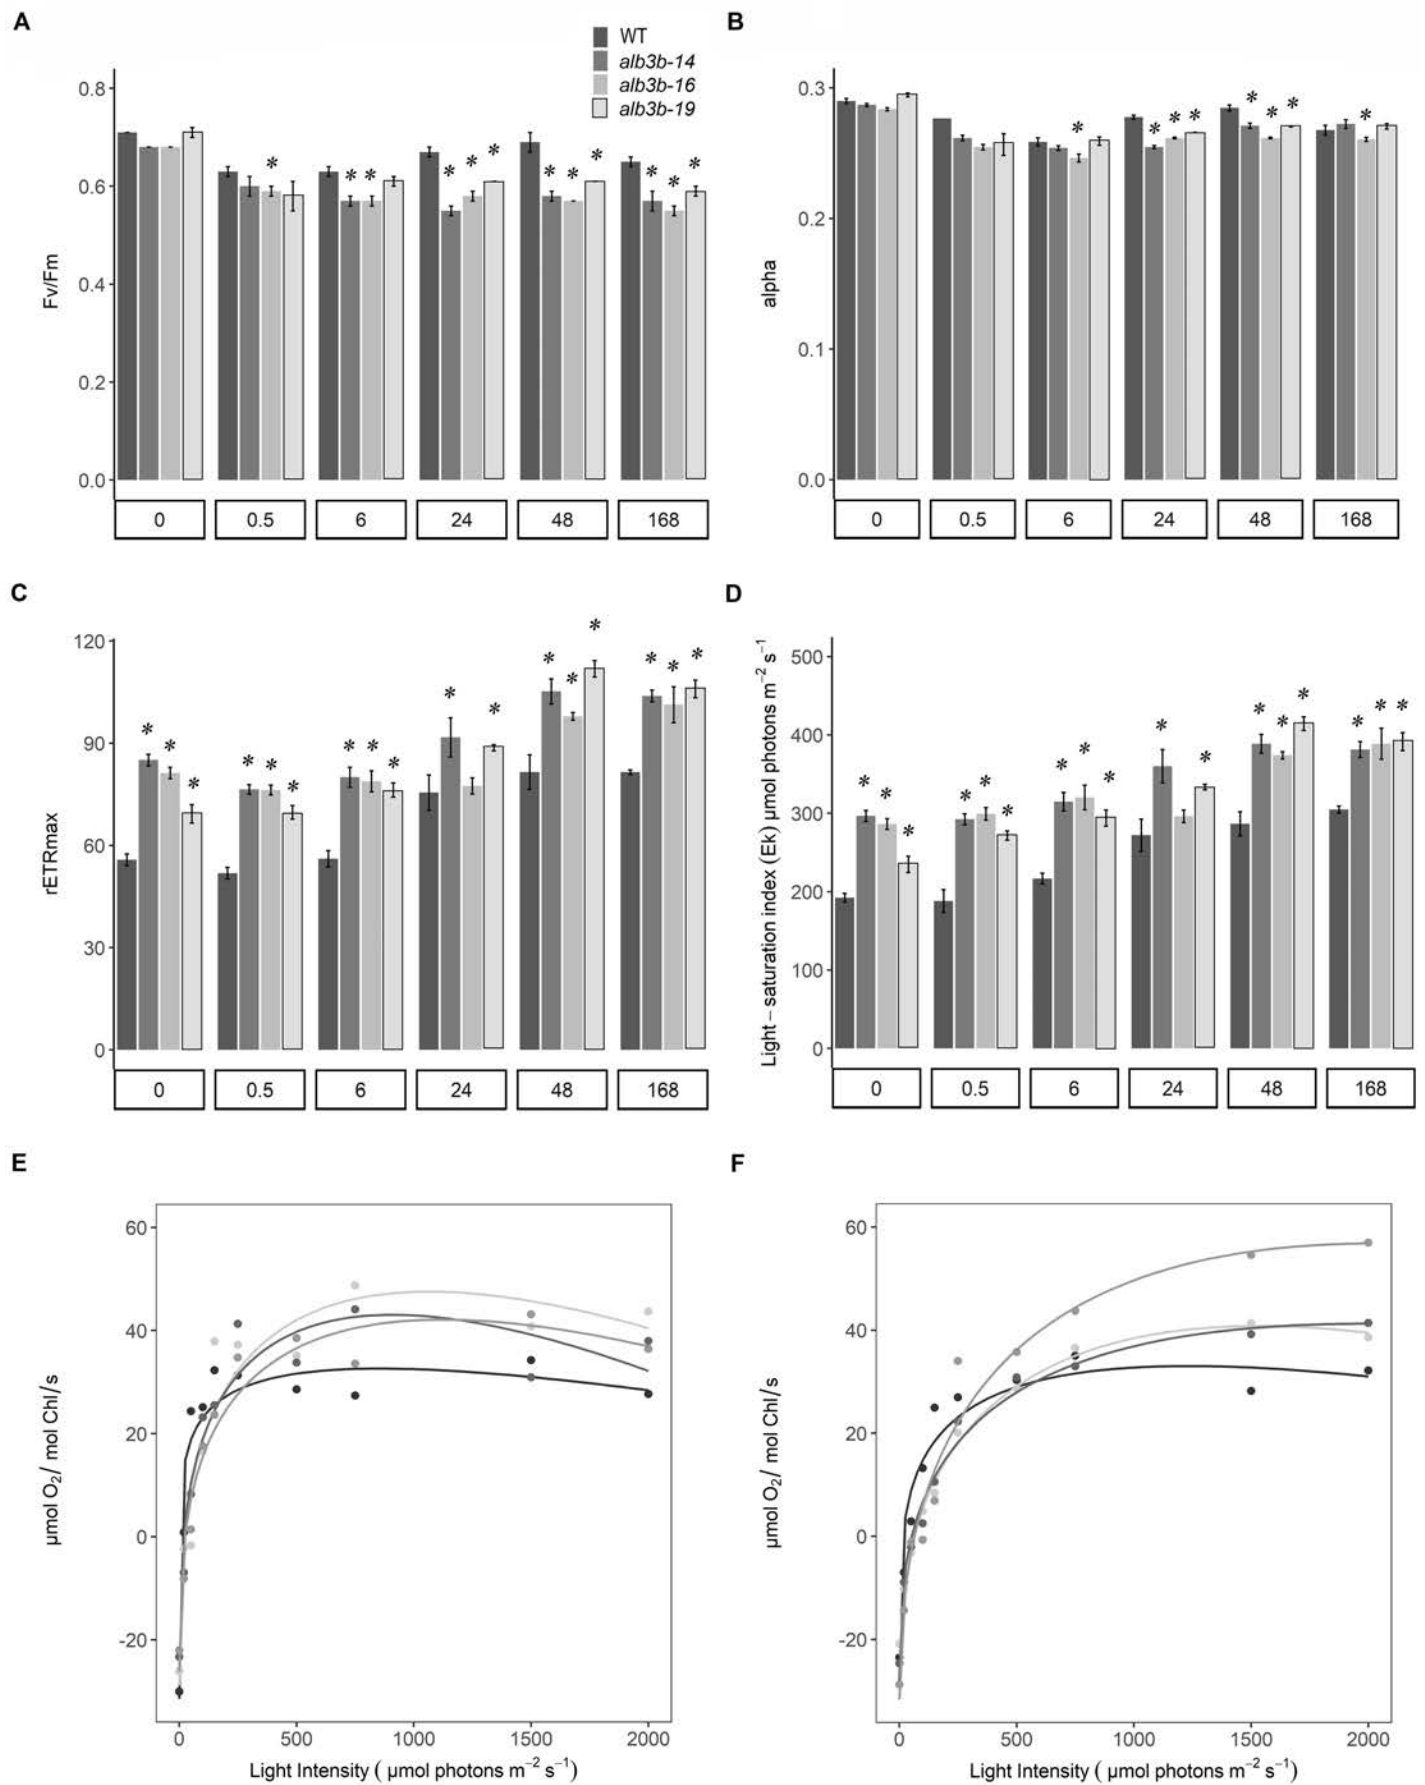 A
WT
alb3b-14
alb3b-16
alb3b-19
Fv/Fm
0.8
0.6
0.4
0.2
0.0
0 0.5 6 24 48 168
B
alpha
0.3
0.2
0.1
0.0
* * * * * * * * * * * *
* * * * * * * *
0 0.5 6 24 48 168
C
rETRmax
120
90
60
30
0
* * * * * * * * * * * * * * * * *
0 0.5 6 24 48 168
D
Light – saturation index (Ek) µmol photons m⁻² s⁻¹
500
400
300
200
100
0
* * * * * * * * * * * * * * * * *
0 0.5 6 24 48 168
E
µmol O₂/ mol Chl/s
60
40
20
0
-20
0 500 1000 1500 2000
Light Intensity ( µmol photons m⁻² s⁻¹)
F
µmol O₂/ mol Chl/s
60
40
20
0
-20
0 500 1000 1500 2000
Light Intensity ( µmol photons m⁻² s⁻¹)